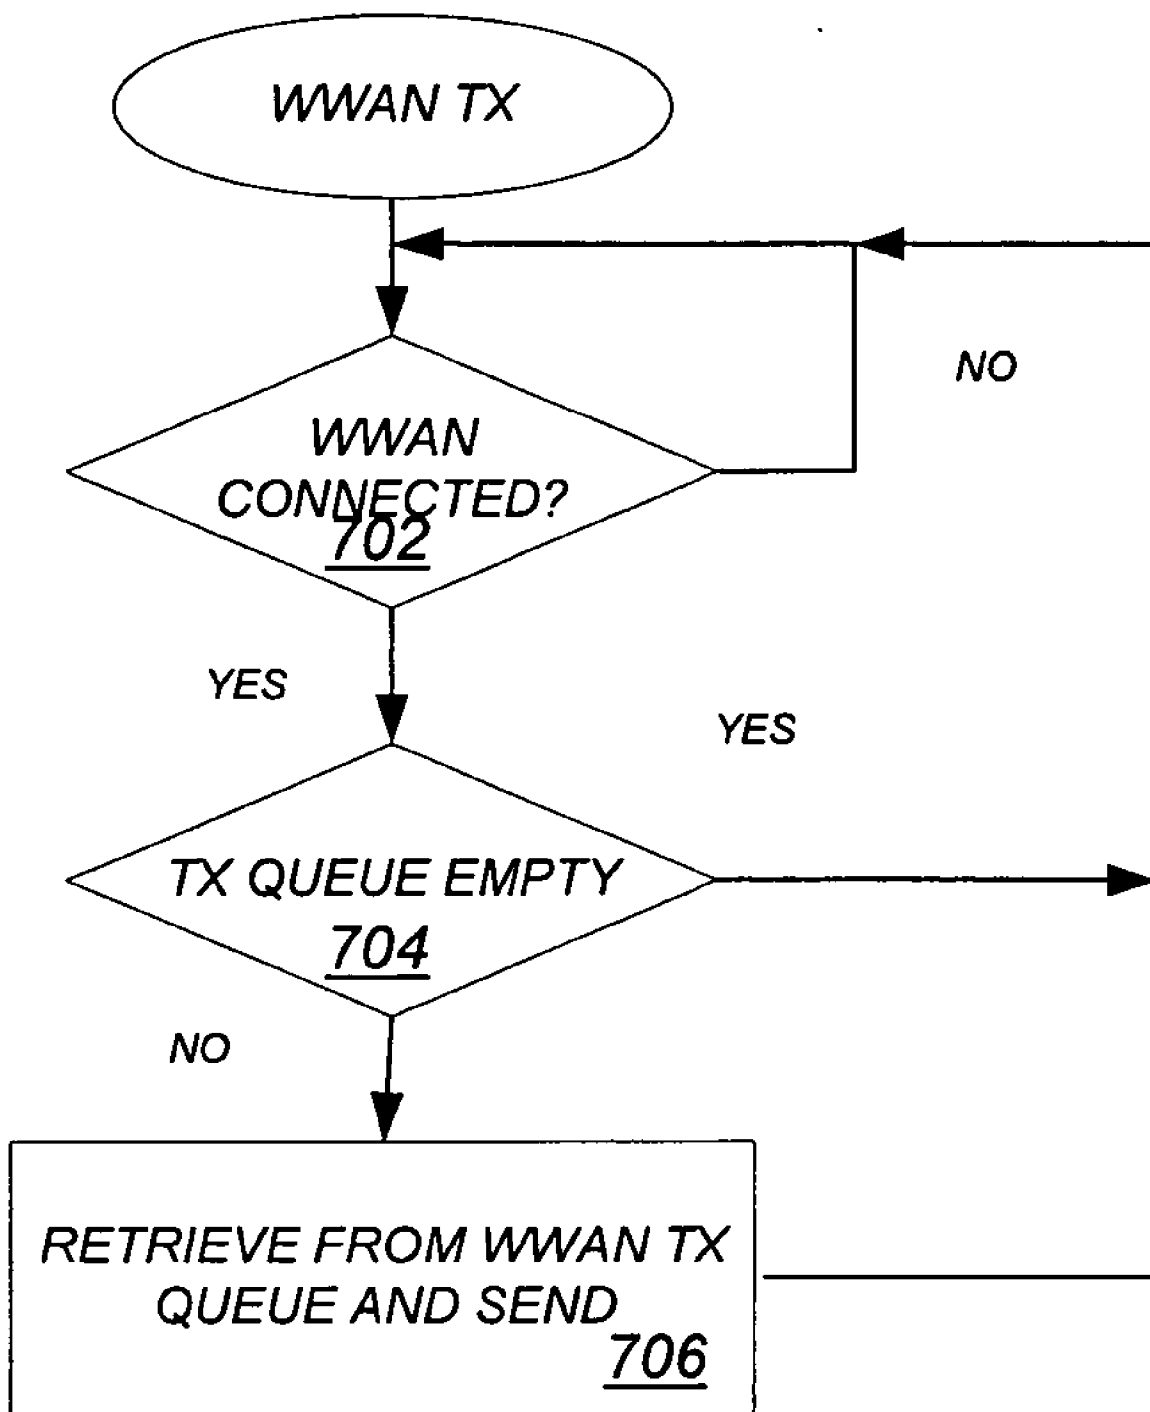 WWAN TX
NO
WWAN
CONNECTED?
702
YES
YES
TX QUEUE EMPTY
704
NO
RETRIEVE FROM WWAN TX
QUEUE AND SEND
706